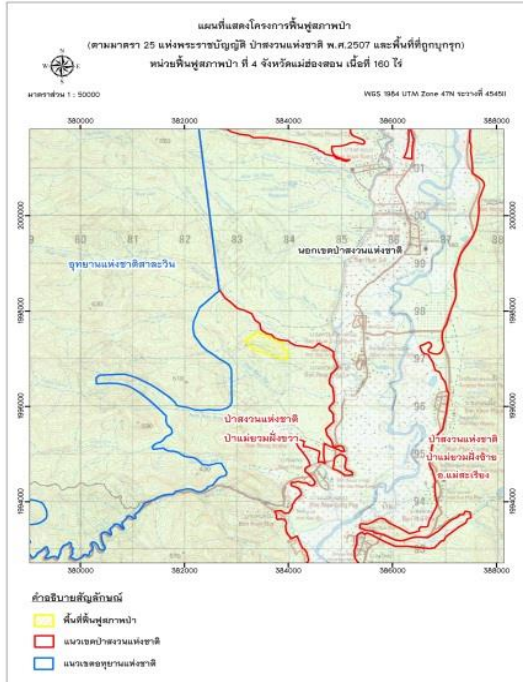 แผนที่แสดงโครงการฟื้นฟูสภาพป่า
(ตามมาตรา 25 แห่งพระราชบัญญัติ ป่าสงวนแห่งชาติ พ.ศ.2507 และพื้นที่ที่ถูกบุกรุก)
หน่วยฟื้นฟูสภาพป่า ที่ 4 จังหวัดแม่ฮ่องสอน เนื้อที่ 160 ไร่
N
มาตราส่วน 1 : 50000
WGS 1984 UTM Zone 47N ระวางที่ 4545II
380000 382000 384000 386000 388000
2000000
1998000
1996000
1994000
อุทยานแห่งชาติสาละวิน
นอกเขตป่าสงวนแห่งชาติ
ป่าสงวนแห่งชาติ
ป่าแม่ยวมฝั่งขวา
ป่าสงวนแห่งชาติ
ป่าแม่ยวมฝั่งซ้าย
อ.แม่สะเรียง
380000 382000 384000 386000 388000
คำอธิบายสัญลักษณ์
พื้นที่ฟื้นฟูสภาพป่า
แนวเขตป่าสงวนแห่งชาติ
แนวเขตอุทยานแห่งชาติ